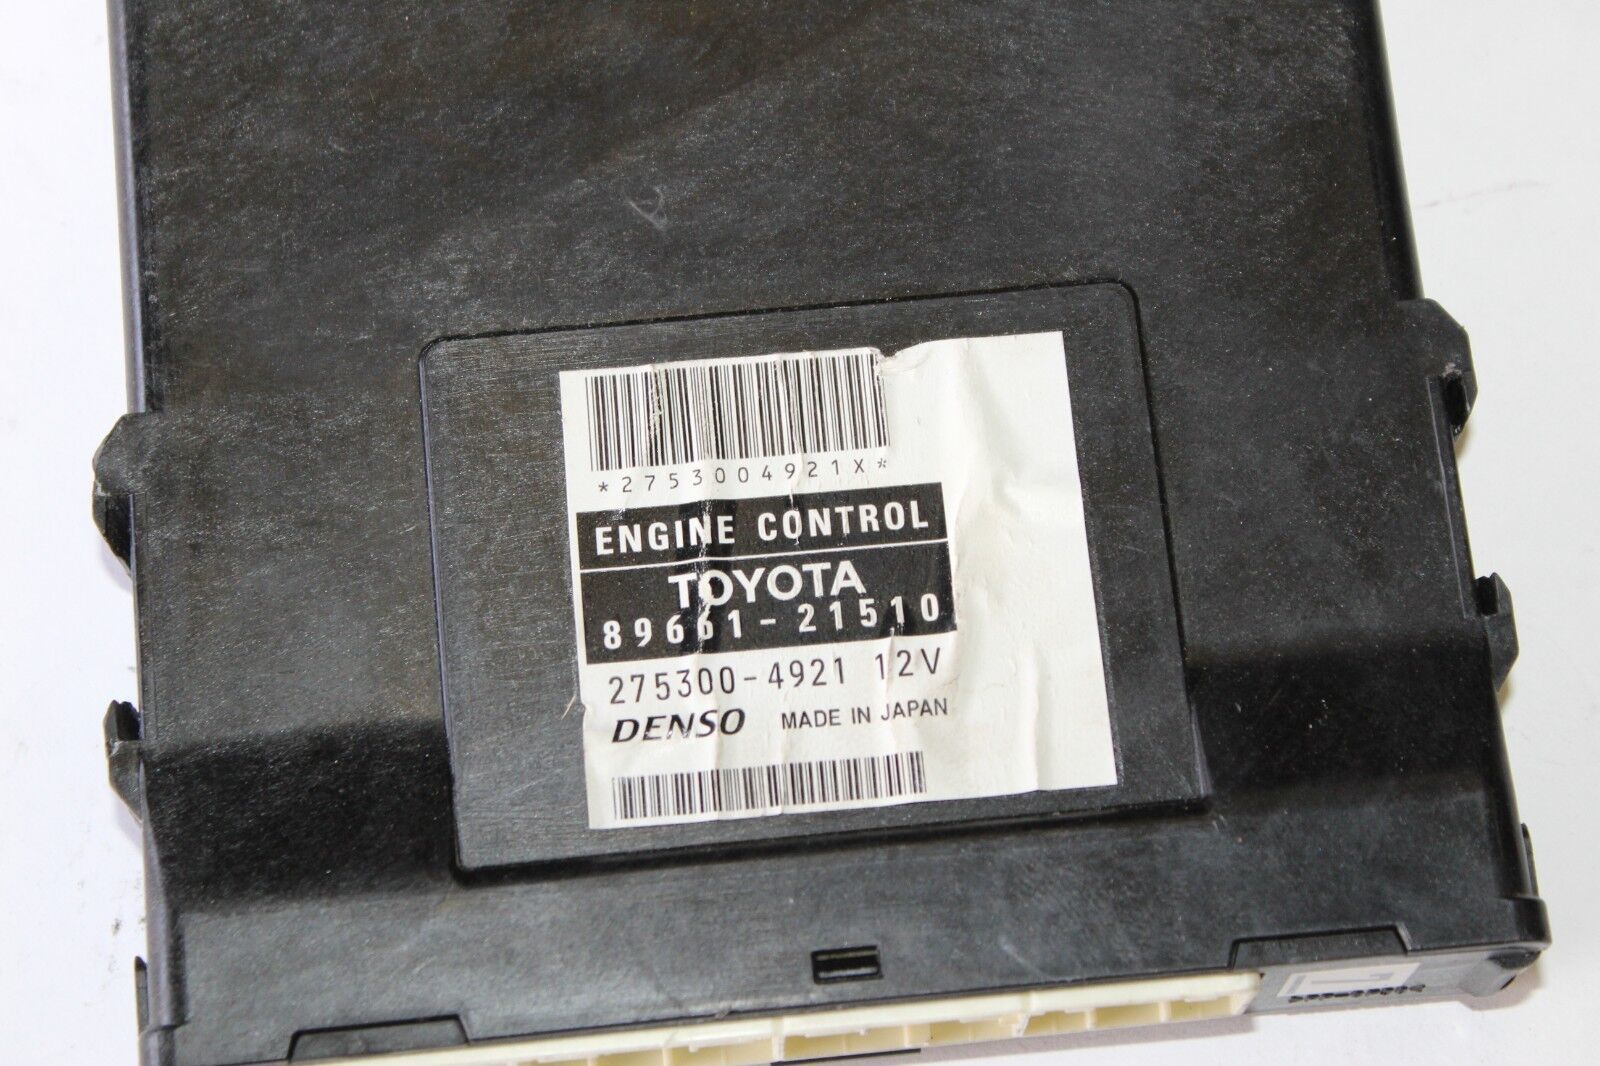 *2753004921X*
ENGINE CONTROL
TOYOTA
89661-21510
275300-4921 12V
DENSO MADE IN JAPAN